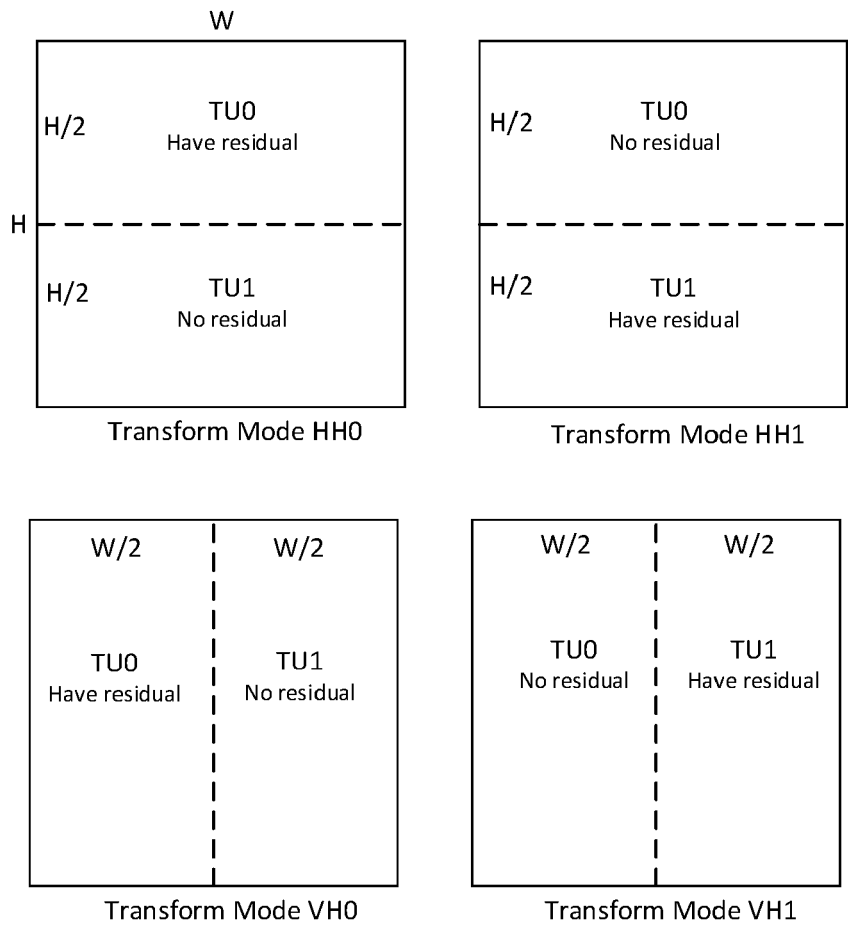 W
H/2
TU0
Have residual
H
H/2
TU1
No residual
Transform Mode HH0
H/2
TU0
No residual
H/2
TU1
Have residual
Transform Mode HH1
W/2
W/2
TU0
Have residual
TU1
No residual
Transform Mode VH0
W/2
W/2
TU0
No residual
TU1
Have residual
Transform Mode VH1